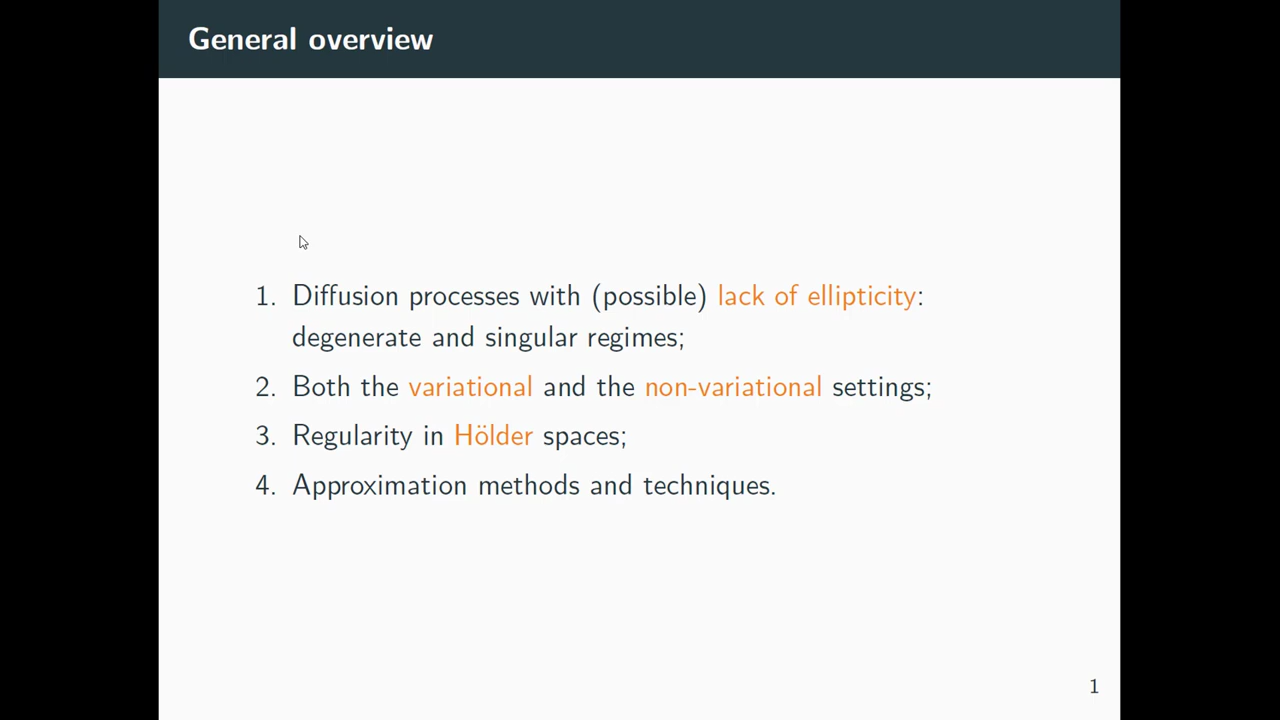 General overview
1. Diffusion processes with (possible) lack of ellipticity:
degenerate and singular regimes;
2. Both the variational and the non-variational settings;
3. Regularity in Hölder spaces;
4. Approximation methods and techniques.
1